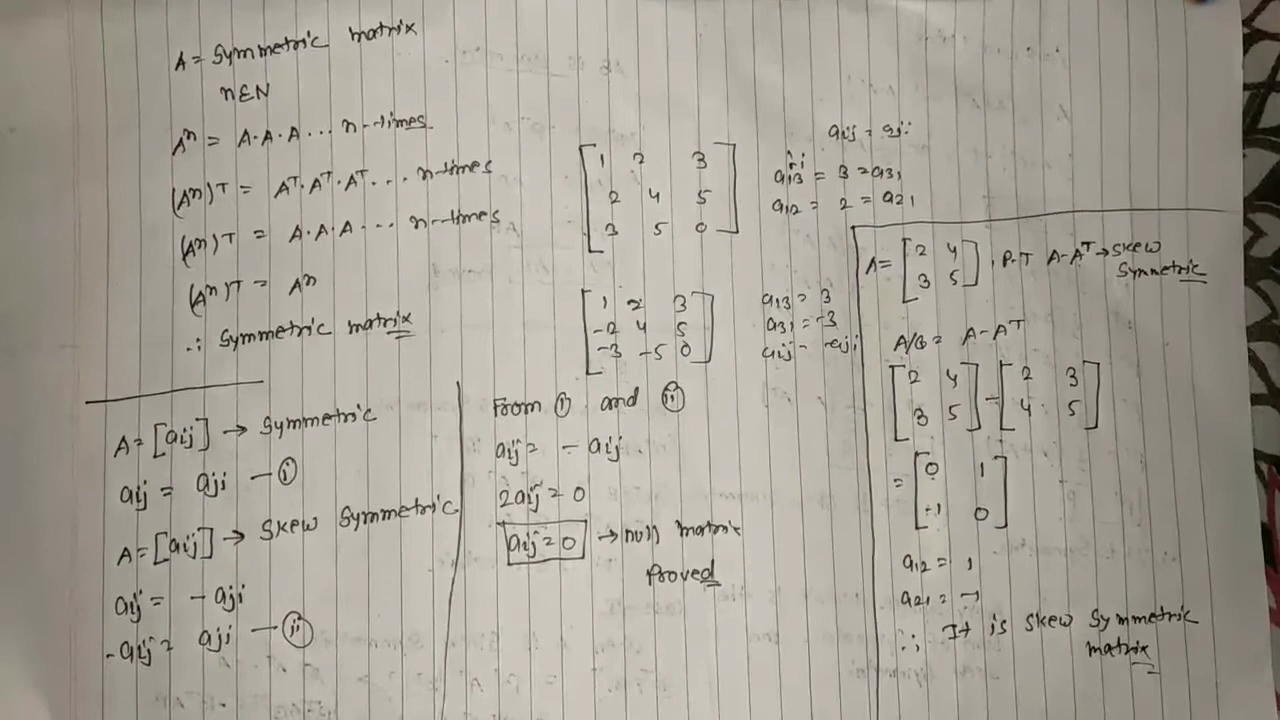 A = Symmetric matrix
n∈N
Aⁿ = A·A·A··· n-times
(Aⁿ)ᵀ = Aᵀ·Aᵀ·Aᵀ··· n-times
(Aⁿ)ᵀ = A·A·A··· n-times
(Aⁿ)ᵀ = Aⁿ
∴ Symmetric matrix
1 2 3
2 4 5
3 5 0
aij = aji
a13 = 3 = a31
a12 = 2 = a21
1 2 3
-2 4 5
-3 -5 0
a13 = 3
a31 = -3
aij = -aji
A = [aij] → Symmetric
aij = aji —(i)
A = [aij] → Skew Symmetric
aij = -aji
-aij = aji —(ii)
From (i) and (ii)
aij = - aij
2aij = 0
aij = 0 → null matrix
Proved
A = [2 4
3 5], P.T A-Aᵀ → Skew
Symmetric
A/Q = A-Aᵀ
[2 4] - [2 3]
[3 5] [4 5]
= [0 1
-1 0]
a12 = 1
a21 = -1
∴ It is skew Symmetric
matrix